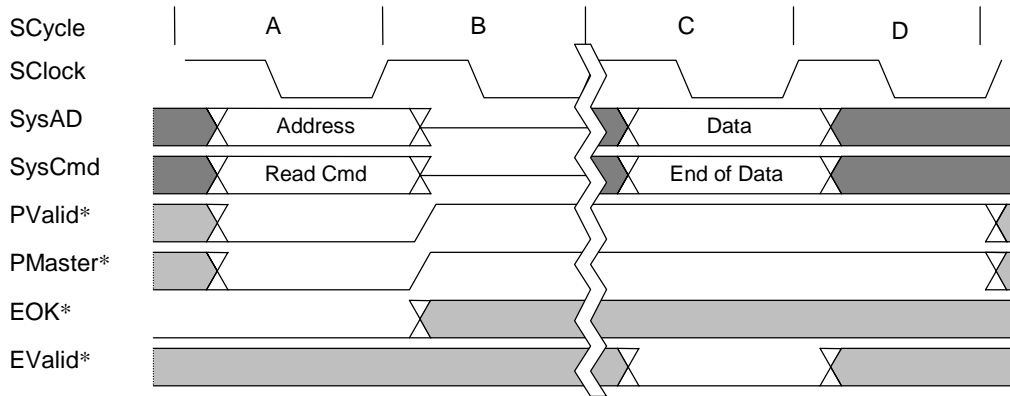 SCycle A B C D
SClock
SysAD Address Data
SysCmd Read Cmd End of Data
PValid*
PMaster*
EOK*
EValid*